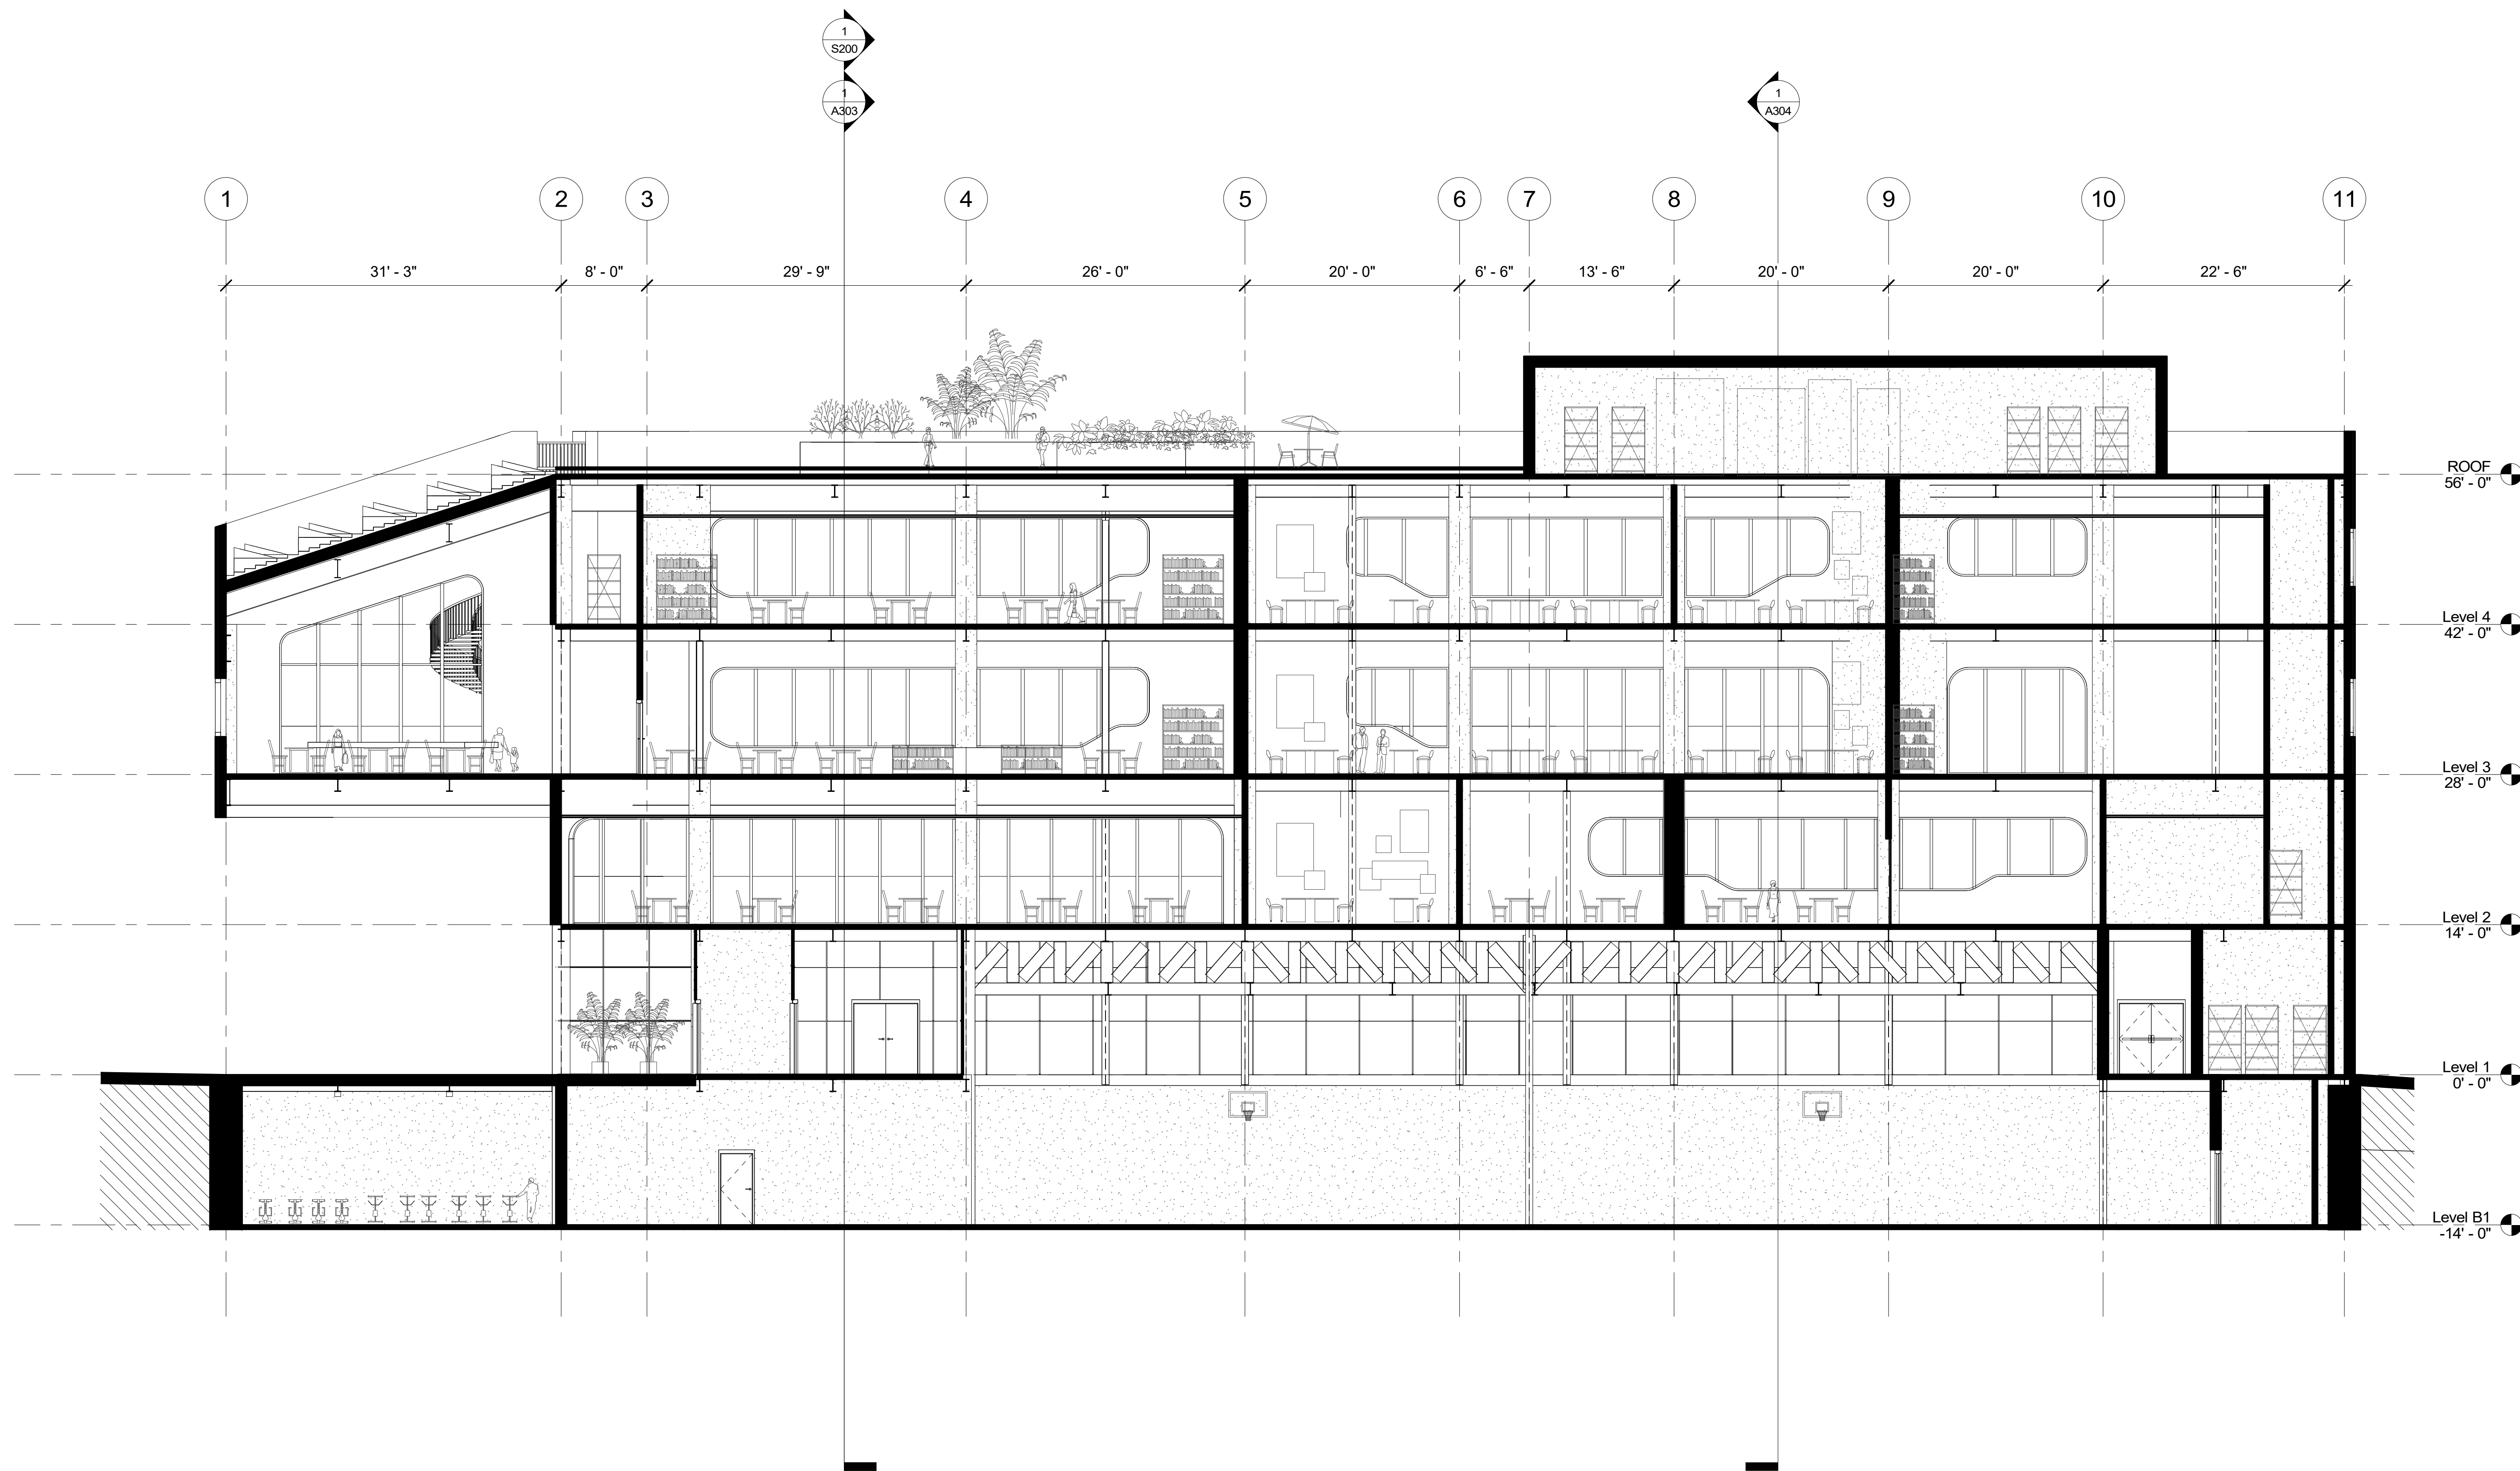 1
S200
1
A303
1
A304
1 2 3 4 5 6 7 8 9 10 11
31' - 3" 8' - 0" 29' - 9" 26' - 0" 20' - 0" 6' - 6" 13' - 6" 20' - 0" 20' - 0" 22' - 6"
ROOF
56' - 0"
Level 4
42' - 0"
Level 3
28' - 0"
Level 2
14' - 0"
Level 1
0' - 0"
Level B1
-14' - 0"